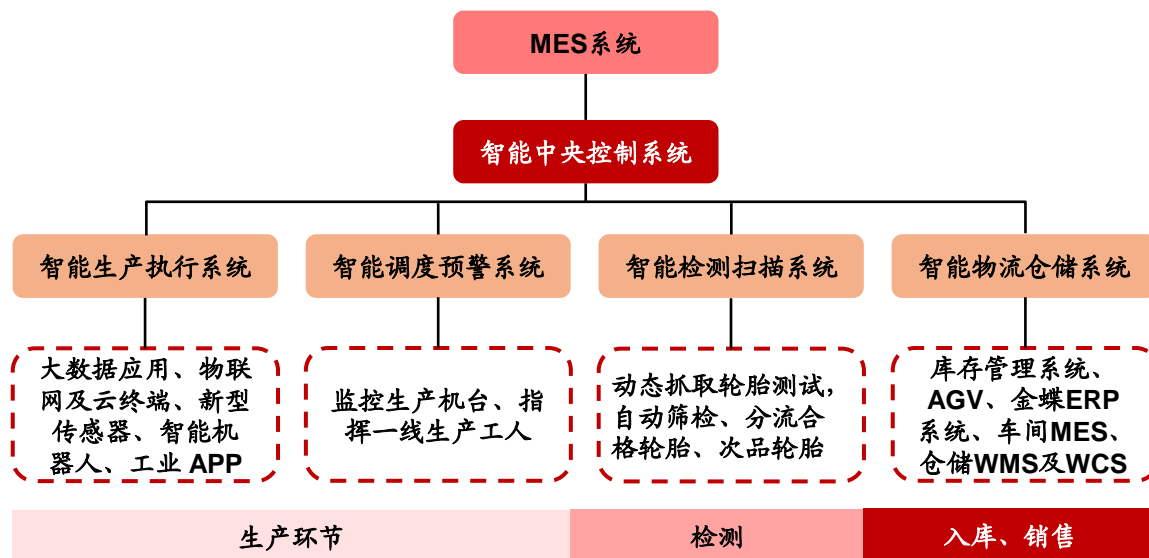 MES系统
智能中央控制系统
智能生产执行系统
智能调度预警系统
智能检测扫描系统
智能物流仓储系统
大数据应用、物联
网及云终端、新型
传感器、智能机
器人、工业 APP
监控生产机台、指
挥一线生产工人
动态抓取轮胎测试，
自动筛检、分流合
格轮胎、次品轮胎
库存管理系统、
AGV、金蝶ERP
系统、车间MES、
仓储WMS及WCS
生产环节
检测
入库、销售